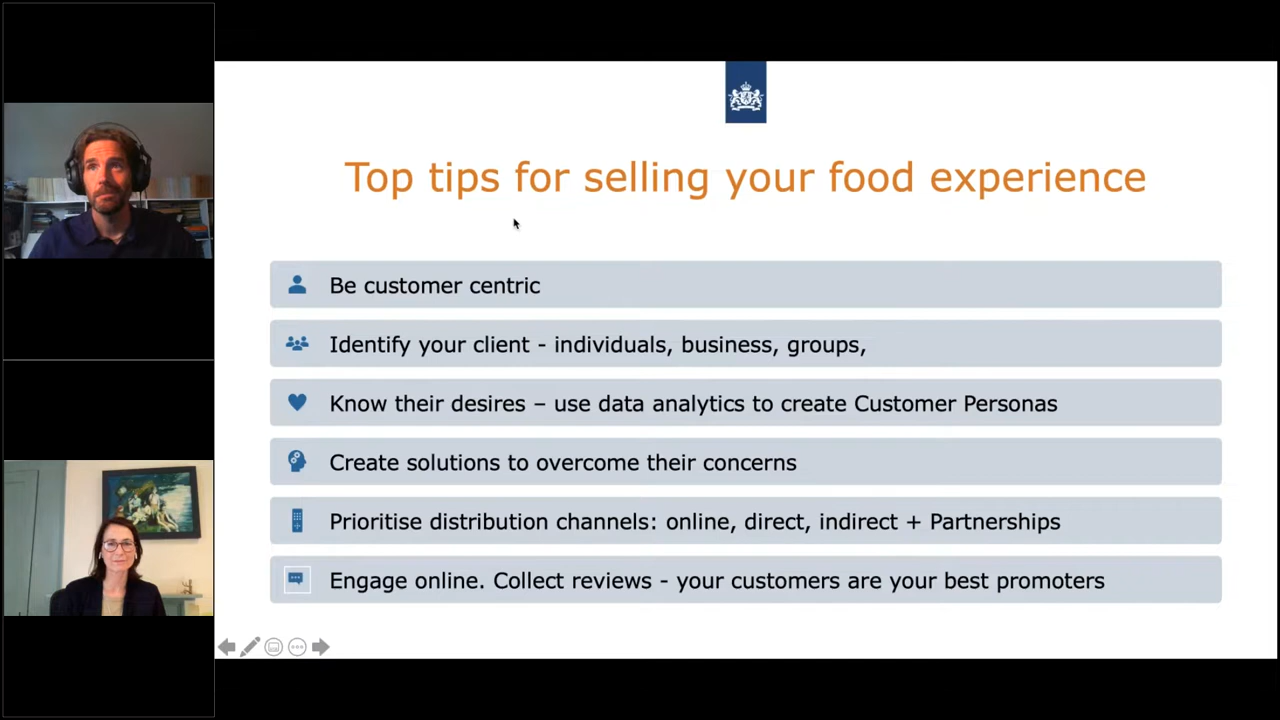 Top tips for selling your food experience
Be customer centric
Identify your client - individuals, business, groups,
Know their desires – use data analytics to create Customer Personas
Create solutions to overcome their concerns
Prioritise distribution channels: online, direct, indirect + Partnerships
Engage online. Collect reviews - your customers are your best promoters